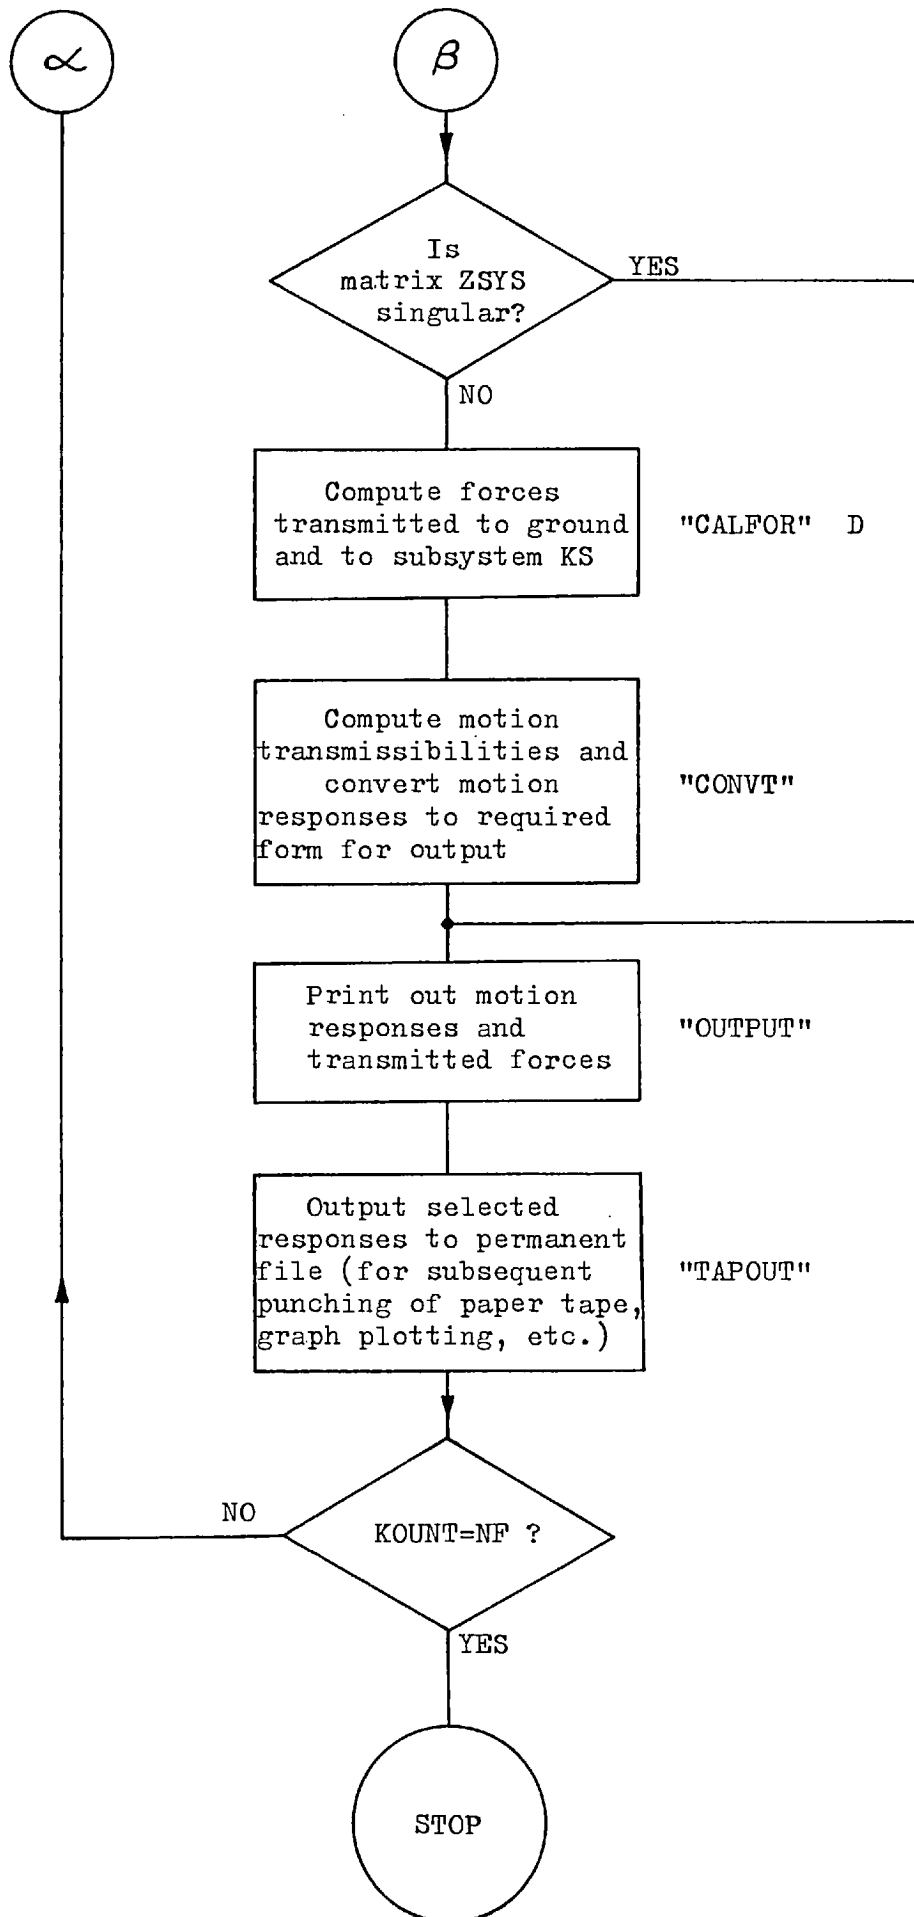 α
β
Is
matrix ZSYS
singular?
YES
NO
Compute forces
transmitted to ground
and to subsystem KS
"CALFOR" D
Compute motion
transmissibilities and
convert motion
responses to required
form for output
"CONVT"
Print out motion
responses and
transmitted forces
"OUTPUT"
Output selected
responses to permanent
file (for subsequent
punching of paper tape,
graph plotting, etc.)
"TAPOUT"
NO
KOUNT=NF ?
YES
STOP